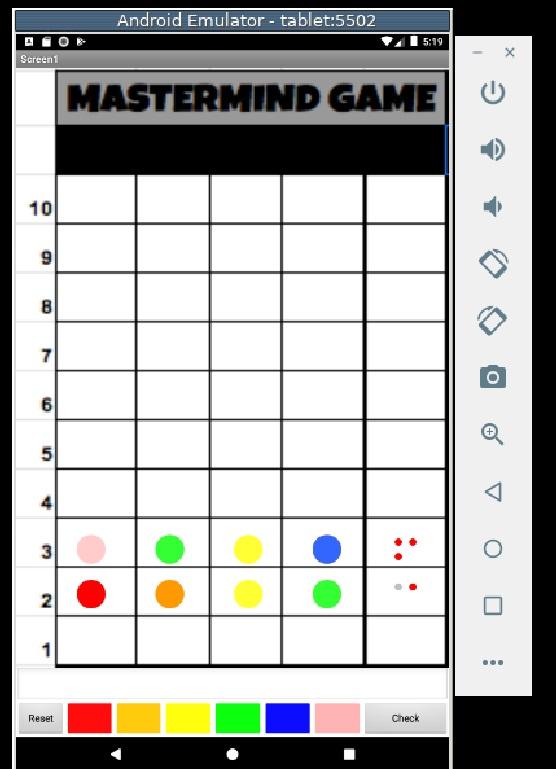 Android Emulator - tablet:5502
5:19
Screen1
MASTERMIND GAME
10
9
8
7
6
5
4
3
2
1
Reset
Check